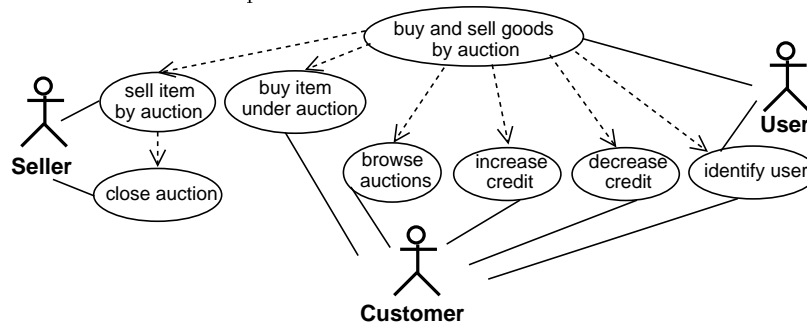 buy and sell goods
by auction
sell item
by auction
buy item
under auction
User
Seller
browse
auctions
increase
credit
decrease
credit
identify user
close auction
Customer